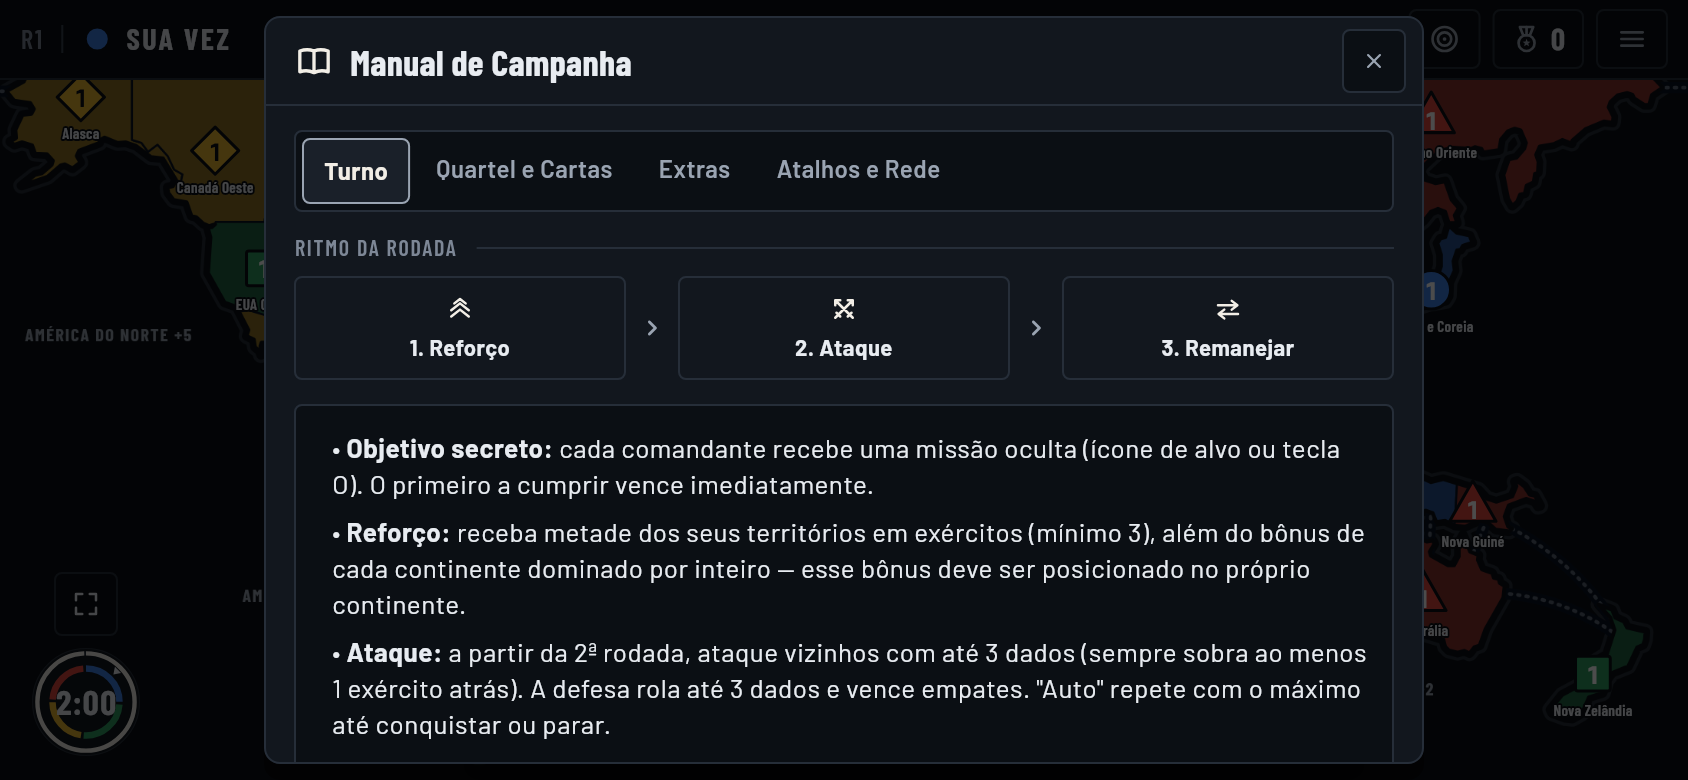 R1
SUA VEZ
Manual de Campanha
0
Turno
Quartel e Cartas
Extras
Atalhos e Rede
RITMO DA RODADA
1. Reforço
2. Ataque
3. Remanejar
• Objetivo secreto: cada comandante recebe uma missão oculta (ícone de alvo ou tecla
O). O primeiro a cumprir vence imediatamente.
• Reforço: receba metade dos seus territórios em exércitos (mínimo 3), além do bônus de
cada continente dominado por inteiro — esse bônus deve ser posicionado no próprio
continente.
• Ataque: a partir da 2ª rodada, ataque vizinhos com até 3 dados (sempre sobra ao menos
1 exército atrás). A defesa rola até 3 dados e vence empates. "Auto" repete com o máximo
até conquistar ou parar.
1
Alasca
1
Canadá Oeste
1
EUA
AMÉRICA DO NORTE +5
AM
2:00
1
Oriente
1
e Coreia
1
Nova Guiné
1
rália
2
1
Nova Zelândia